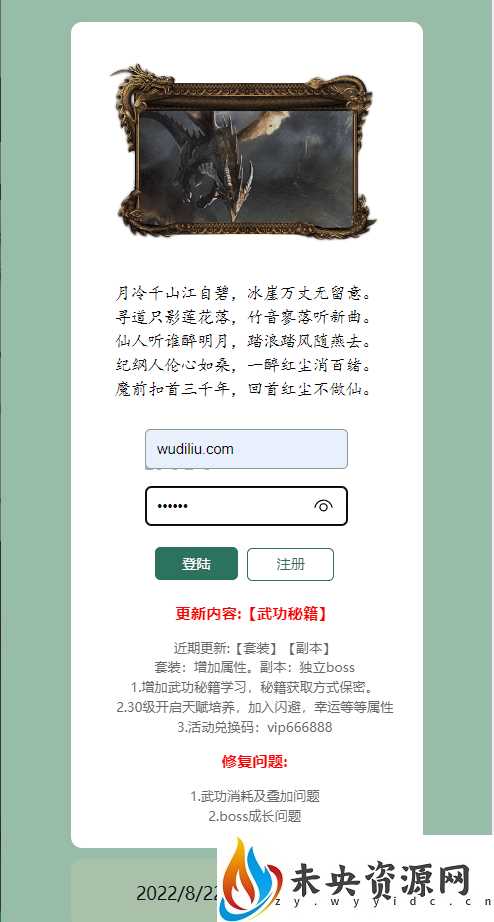 月冷千山江自碧，冰崖万丈无留意。
寻道只影莲花落，竹音寥落听新曲。
仙人听谁醉明月，踏浪踏风随燕去。
纪纲人伦心如桑，一醉红尘消百绪。
魔前扣首三千年，回首红尘不做仙。
wudiliu.com
••••••
登陆 注册
更新内容:【武功秘籍】
近期更新:【套装】【副本】
套装：增加属性。副本：独立boss
1.增加武功秘籍学习，秘籍获取方式保密。
2.30级开启天赋培养，加入闪避，幸运等等属性
3.活动兑换码：vip666888
修复问题:
1.武功消耗及叠加问题
2.boss成长问题
2022/8/22
未央资源网
zywyidc.cn